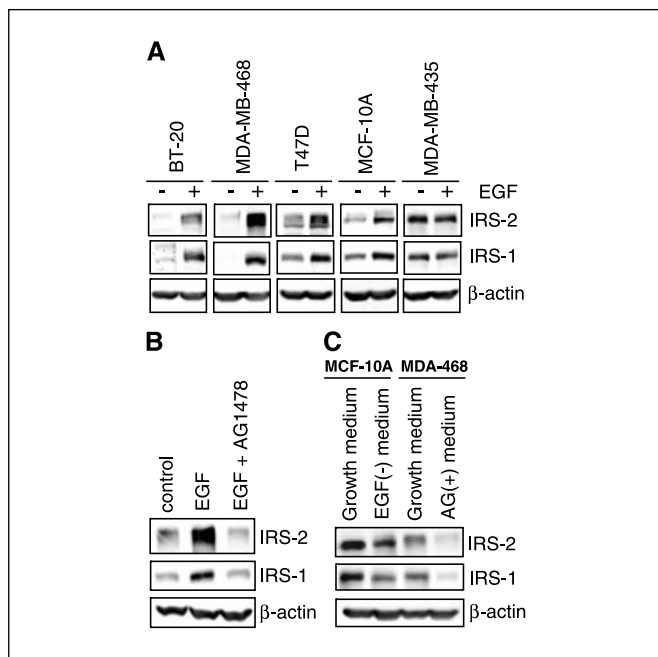 A
BT-20
MDA-MB-468
T47D
MCF-10A
MDA-MB-435
- + - + - + - + - + EGF
IRS-2
IRS-1
β-actin
B
control
EGF
EGF + AG1478
IRS-2
IRS-1
β-actin
C
MCF-10A MDA-468
Growth medium
EGF(-) medium
Growth medium
AG(+) medium
IRS-2
IRS-1
β-actin